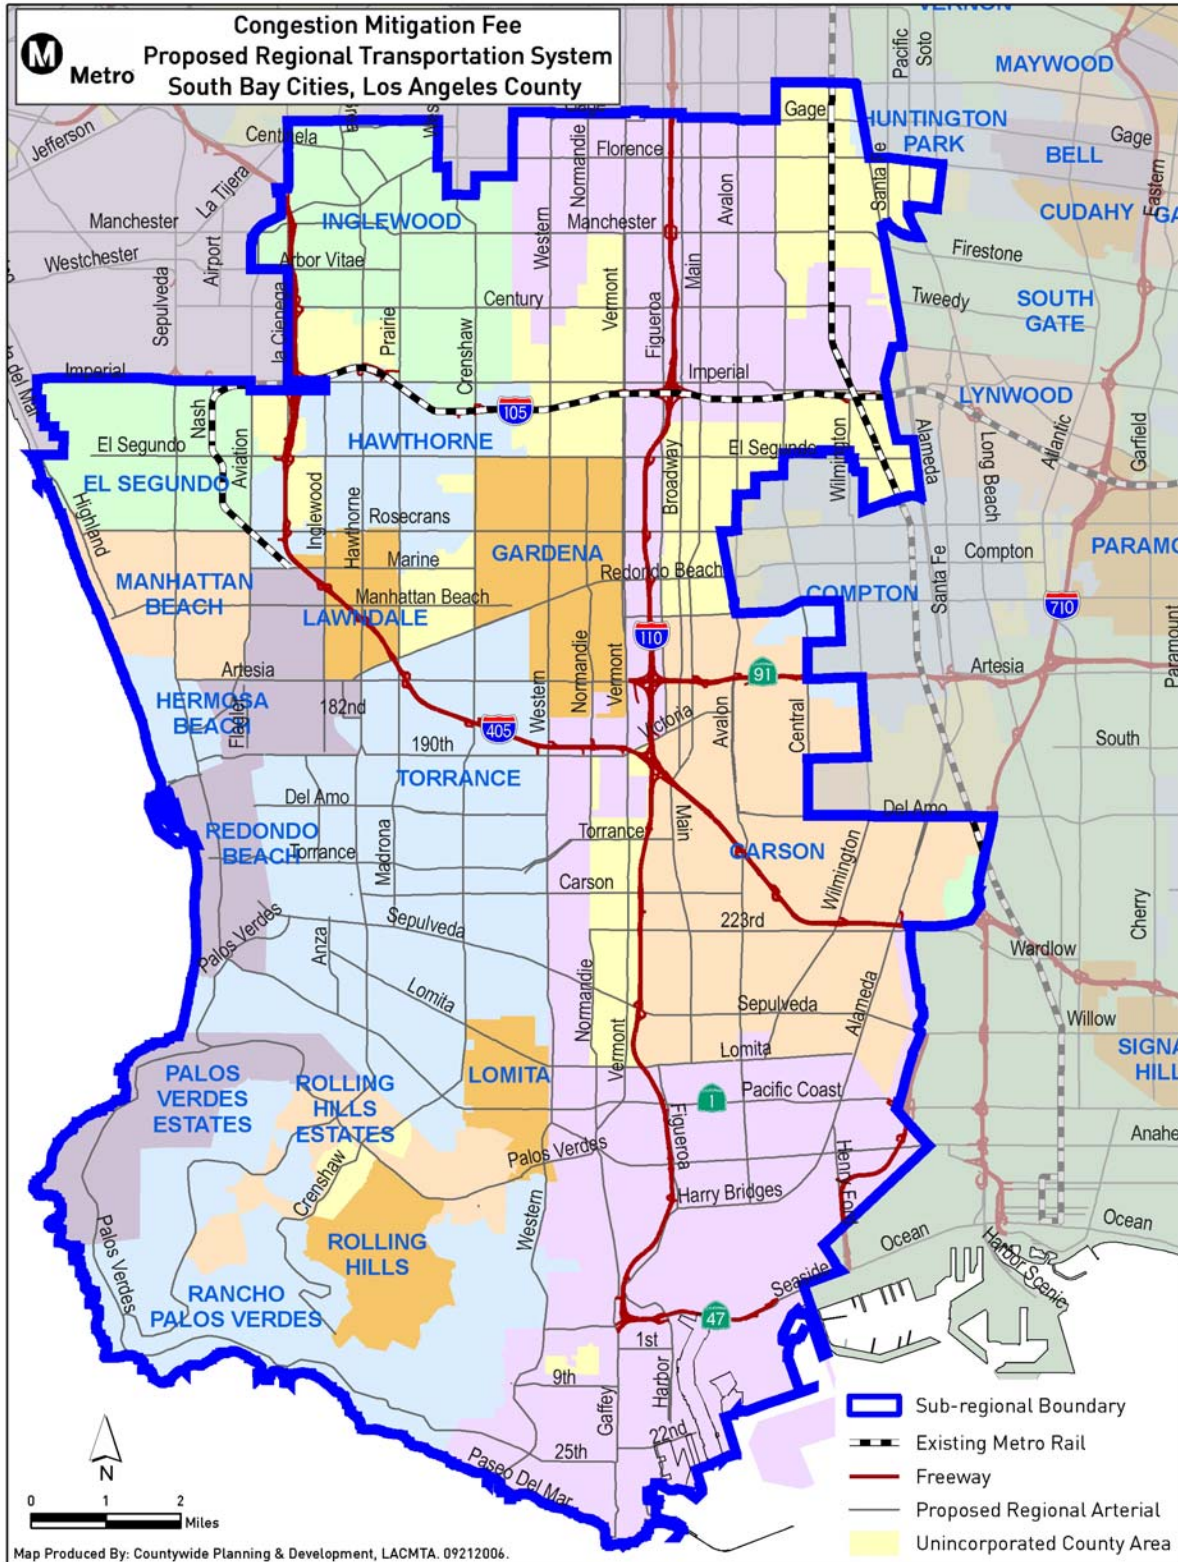 Metro
Congestion Mitigation Fee
Proposed Regional Transportation System
South Bay Cities, Los Angeles County
VERNON
Pacific
Soto
MAYWOOD
Gage
HUNTINGTON
PARK
Gage
BELL
Jefferson
Centinela
Florence
Normandie
Santa Fe
Eastern
La Tijera
CUDAHY
Manchester
INGLEWOOD
Western
Manchester
Avalon
Westchester
Airport
Arbor Vitae
Firestone
Sepulveda
la Cienega
Century
Vermont
Main
Tweedy
SOUTH
GATE
Prairie
Crenshaw
Figueroa
Imperial
Imperial
LYNWOOD
Nash
105
Alameda
Long Beach
Atlantic
Garfield
El Segundo
Aviation
HAWTHORNE
Broadway
El Segundo
Wilmington
EL SEGUNDO
Highland
Inglewood
Hawthorne
Rosecrans
Marine
GARDENA
Redondo Beach
Compton
PARAMO
MANHATTAN
BEACH
Manhattan Beach
COMPTON
Santa Fe
710
LAWNDALE
110
Paramount
Artesia
Western
Normandie
Vermont
91
Artesia
HERMOSA
BEACH
Flagler
182nd
405
Victoria
Avalon
Central
190th
South
TORRANCE
Del Amo
Del Amo
REDONDO
BEACH
Torrance
Madrona
Torrance
Main
CARSON
Wilmington
Carson
Cherry
Palos Verdes
Anza
Sepulveda
223rd
Wardlow
Lomita
Normandie
Sepulveda
Alameda
Willow
Vermont
Lomita
SIGNA
HILL
PALOS
VERDES
ESTATES
ROLLING
HILLS
ESTATES
LOMITA
1
Pacific Coast
Figueroa
Anahe
Crenshaw
Palos Verdes
Harry Bridges
Henry Ford
Palos Verdes
Western
ROLLING
HILLS
Ocean
Ocean
Harbor Scenic
RANCHO
PALOS VERDES
Seaside
47
1st
9th
Gaffey
Harbor
22nd
25th
Paseo Del Mar
N
0 1 2
Miles
Sub-regional Boundary
Existing Metro Rail
Freeway
Proposed Regional Arterial
Unincorporated County Area
Map Produced By: Countywide Planning & Development, LACMTA. 09212006.